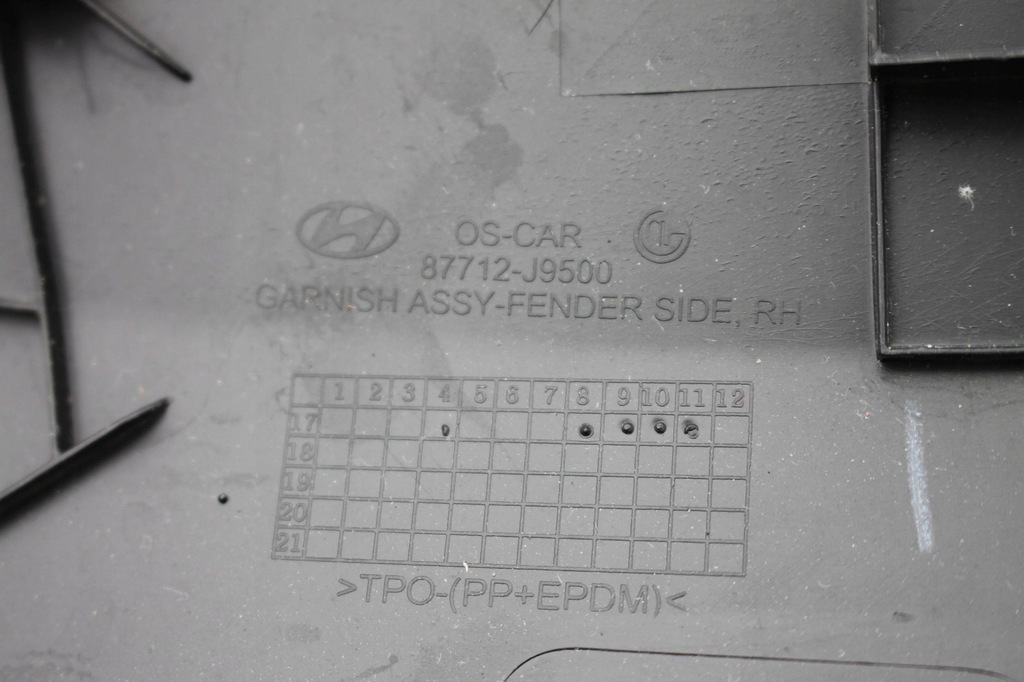 OS-CAR
87712-J9500
GARNISH ASSY-FENDER SIDE, RH
1 2 3 4 5 6 7 8 9 10 11 12
17
18
19
20
21
>TPO-(PP+EPDM)<